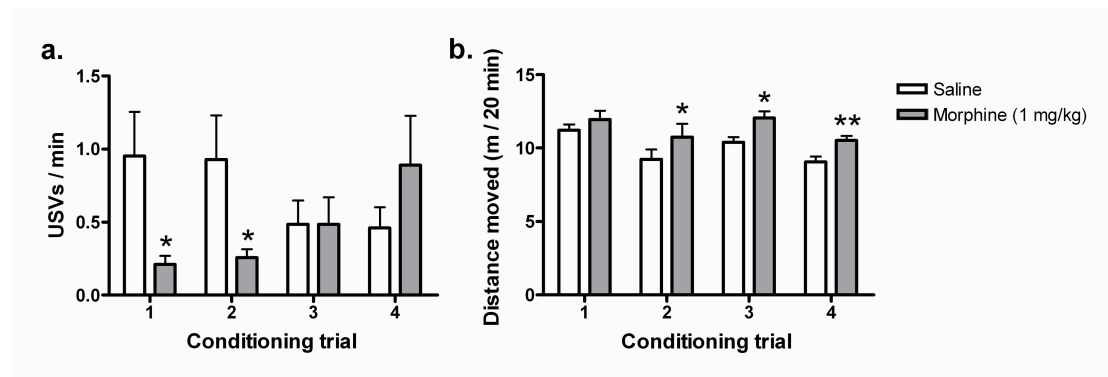 a.
USVs / min
1.5
1.0
0.5
0.0
*
*
1 2 3 4
Conditioning trial
b.
Distance moved (m / 20 min)
15
10
5
0
*
*
**
1 2 3 4
Conditioning trial
Saline
Morphine (1 mg/kg)